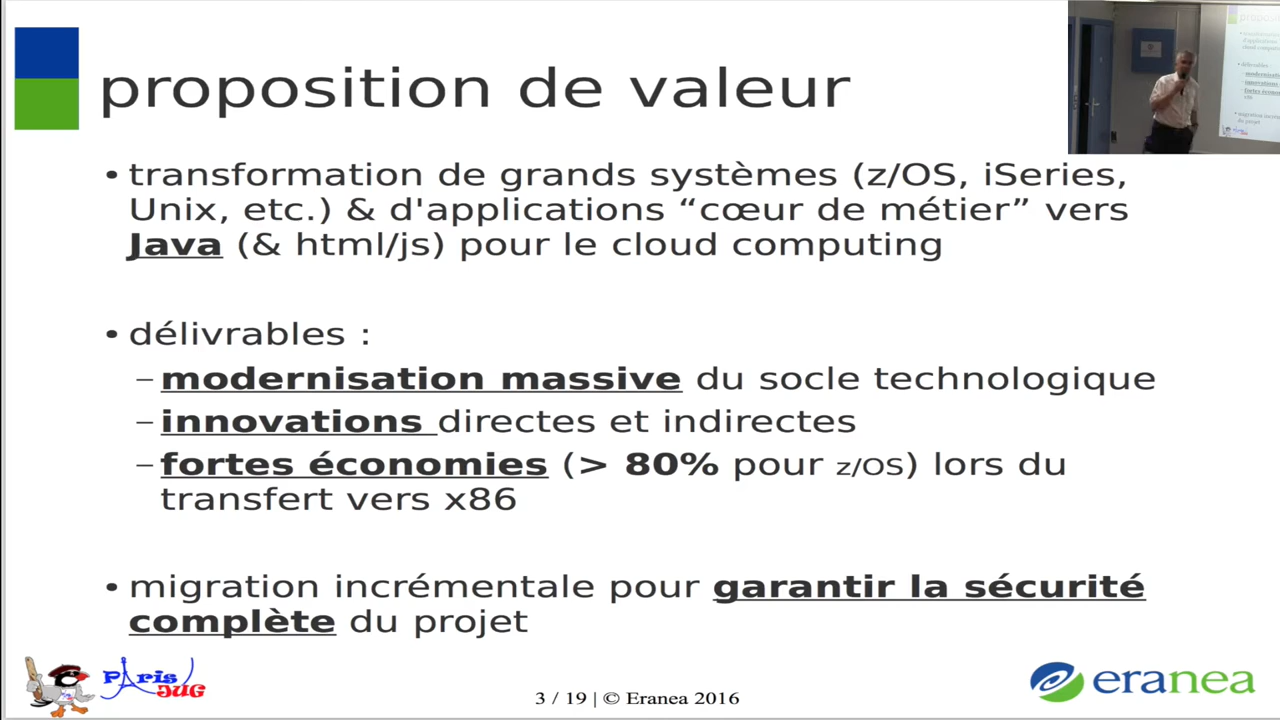 proposition de valeur
• transformation de grands systèmes (z/OS, iSeries,
Unix, etc.) & d'applications “cœur de métier” vers
Java (& html/js) pour le cloud computing
• délivrables :
– modernisation massive du socle technologique
– innovations directes et indirectes
– fortes économies (> 80% pour z/OS) lors du
transfert vers x86
• migration incrémentale pour garantir la sécurité
complète du projet
Paris
JUG
3 / 19 | © Eranea 2016
eranea